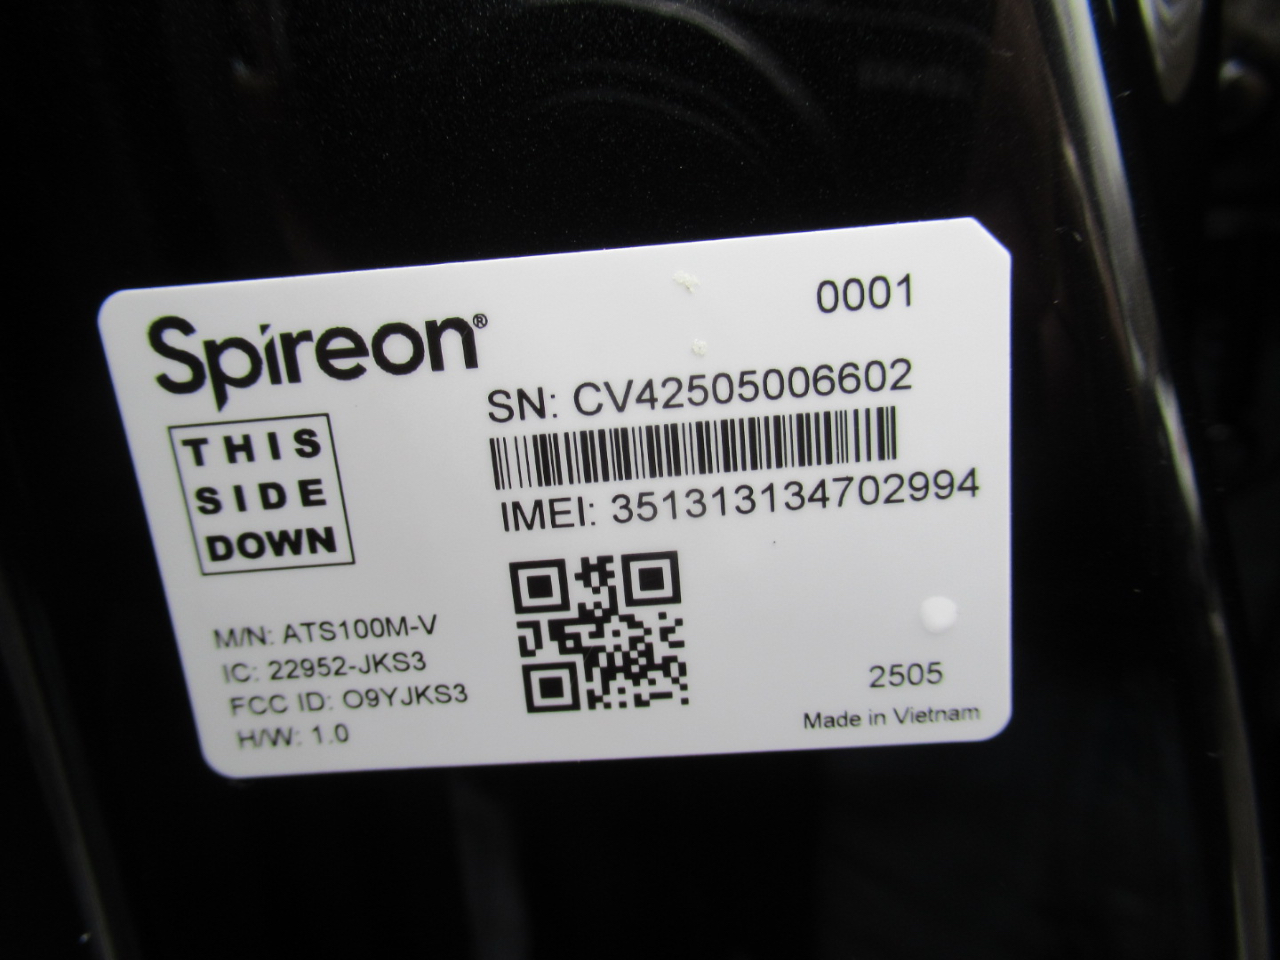 Spireon®
0001
SN: CV42505006602
THIS
SIDE
DOWN
IMEI: 351313134702994
M/N: ATS100M-V
IC: 22952-JKS3
FCC ID: O9YJKS3
H/W: 1.0
2505
Made in Vietnam